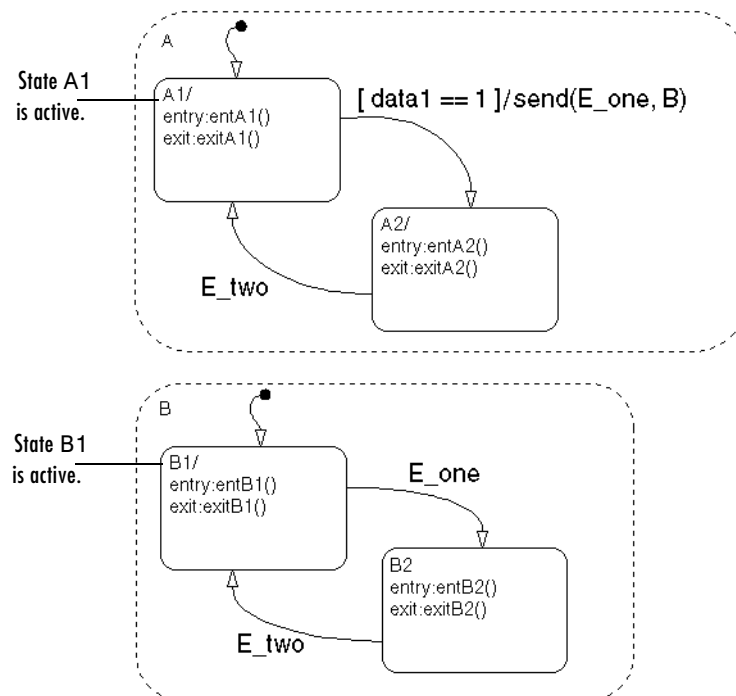 A
State A1
is active.
A1/
entry:entA1()
exit:exitA1()
[ data1 == 1 ]/send(E_one, B)
A2/
entry:entA2()
exit:exitA2()
E_two
B
State B1
is active.
B1/
entry:entB1()
exit:exitB1()
E_one
B2
entry:entB2()
exit:exitB2()
E_two